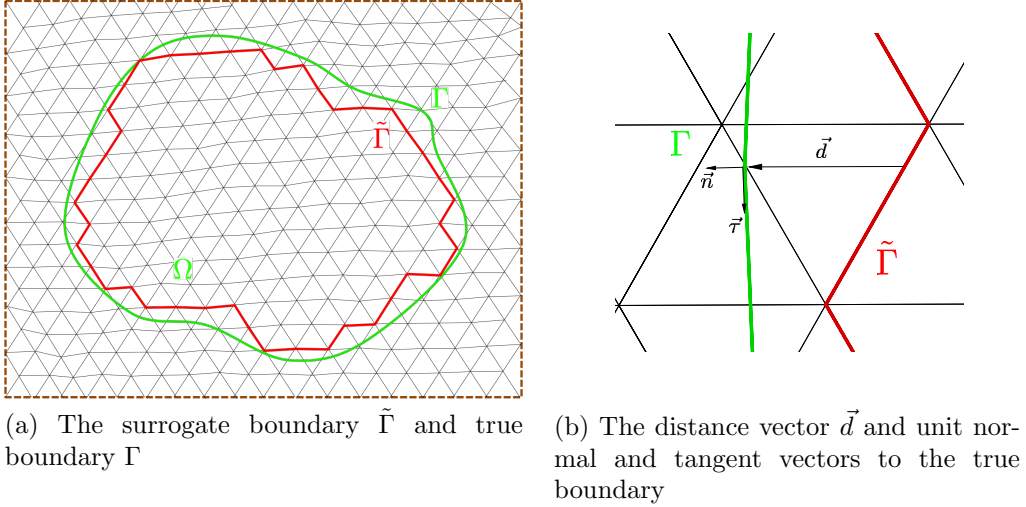 Γ
Γ̃
Ω
Γ
d⃗
n⃗
τ⃗
Γ̃
(a) The surrogate boundary Γ̃ and true
boundary Γ
(b) The distance vector d⃗ and unit nor-
mal and tangent vectors to the true
boundary